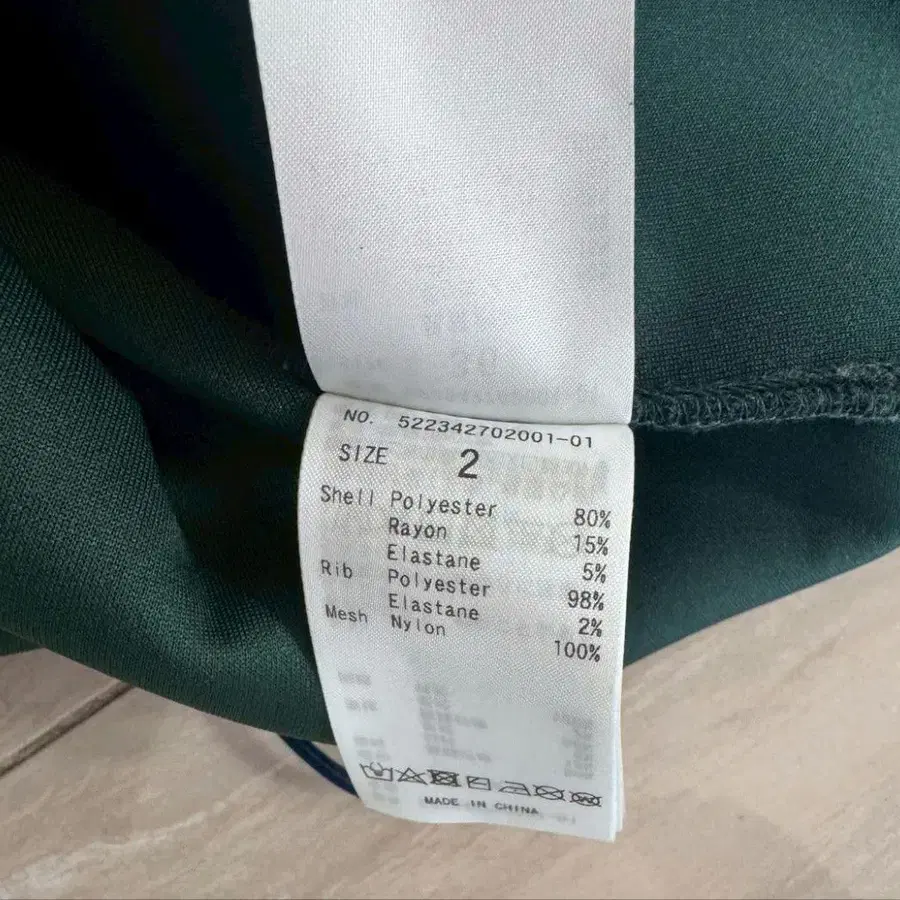 NO. 522342702001-01
SIZE 2
Shell Polyester 80%
Rayon 15%
Elastane 5%
Rib Polyester 98%
Elastane 2%
Mesh Nylon 100%
MADE IN CHINA